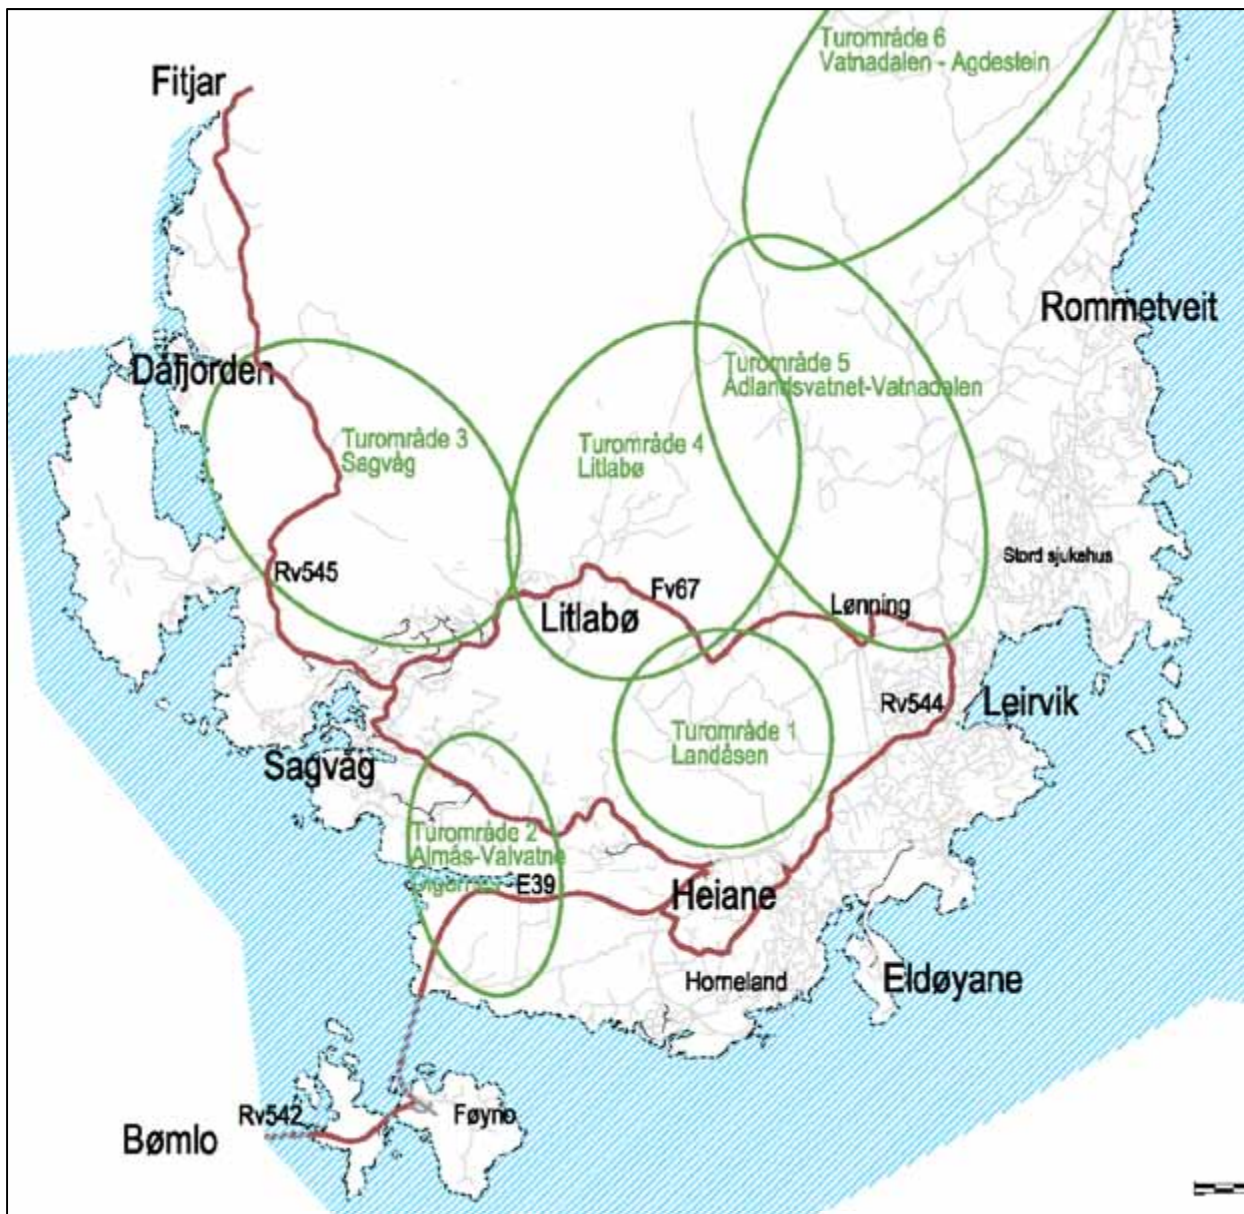 Turområde 6
Vatnadalen - Agdestein
Fitjar
Rommetveit
Dåfjorden
Turområde 5
Adlandsvatnet-Vatnadalen
Turområde 3
Sagvåg
Turområde 4
Litlabø
Stord sjukehus
Rv545
Fv67
Litlabø
Lønning
Rv544
Leirvik
Turområde 1
Landåsen
Sagvåg
Turområde 2
Almås-Valvatne
E39
Heiane
Horneland
Eldøyane
Rv542
Føyno
Bømlo